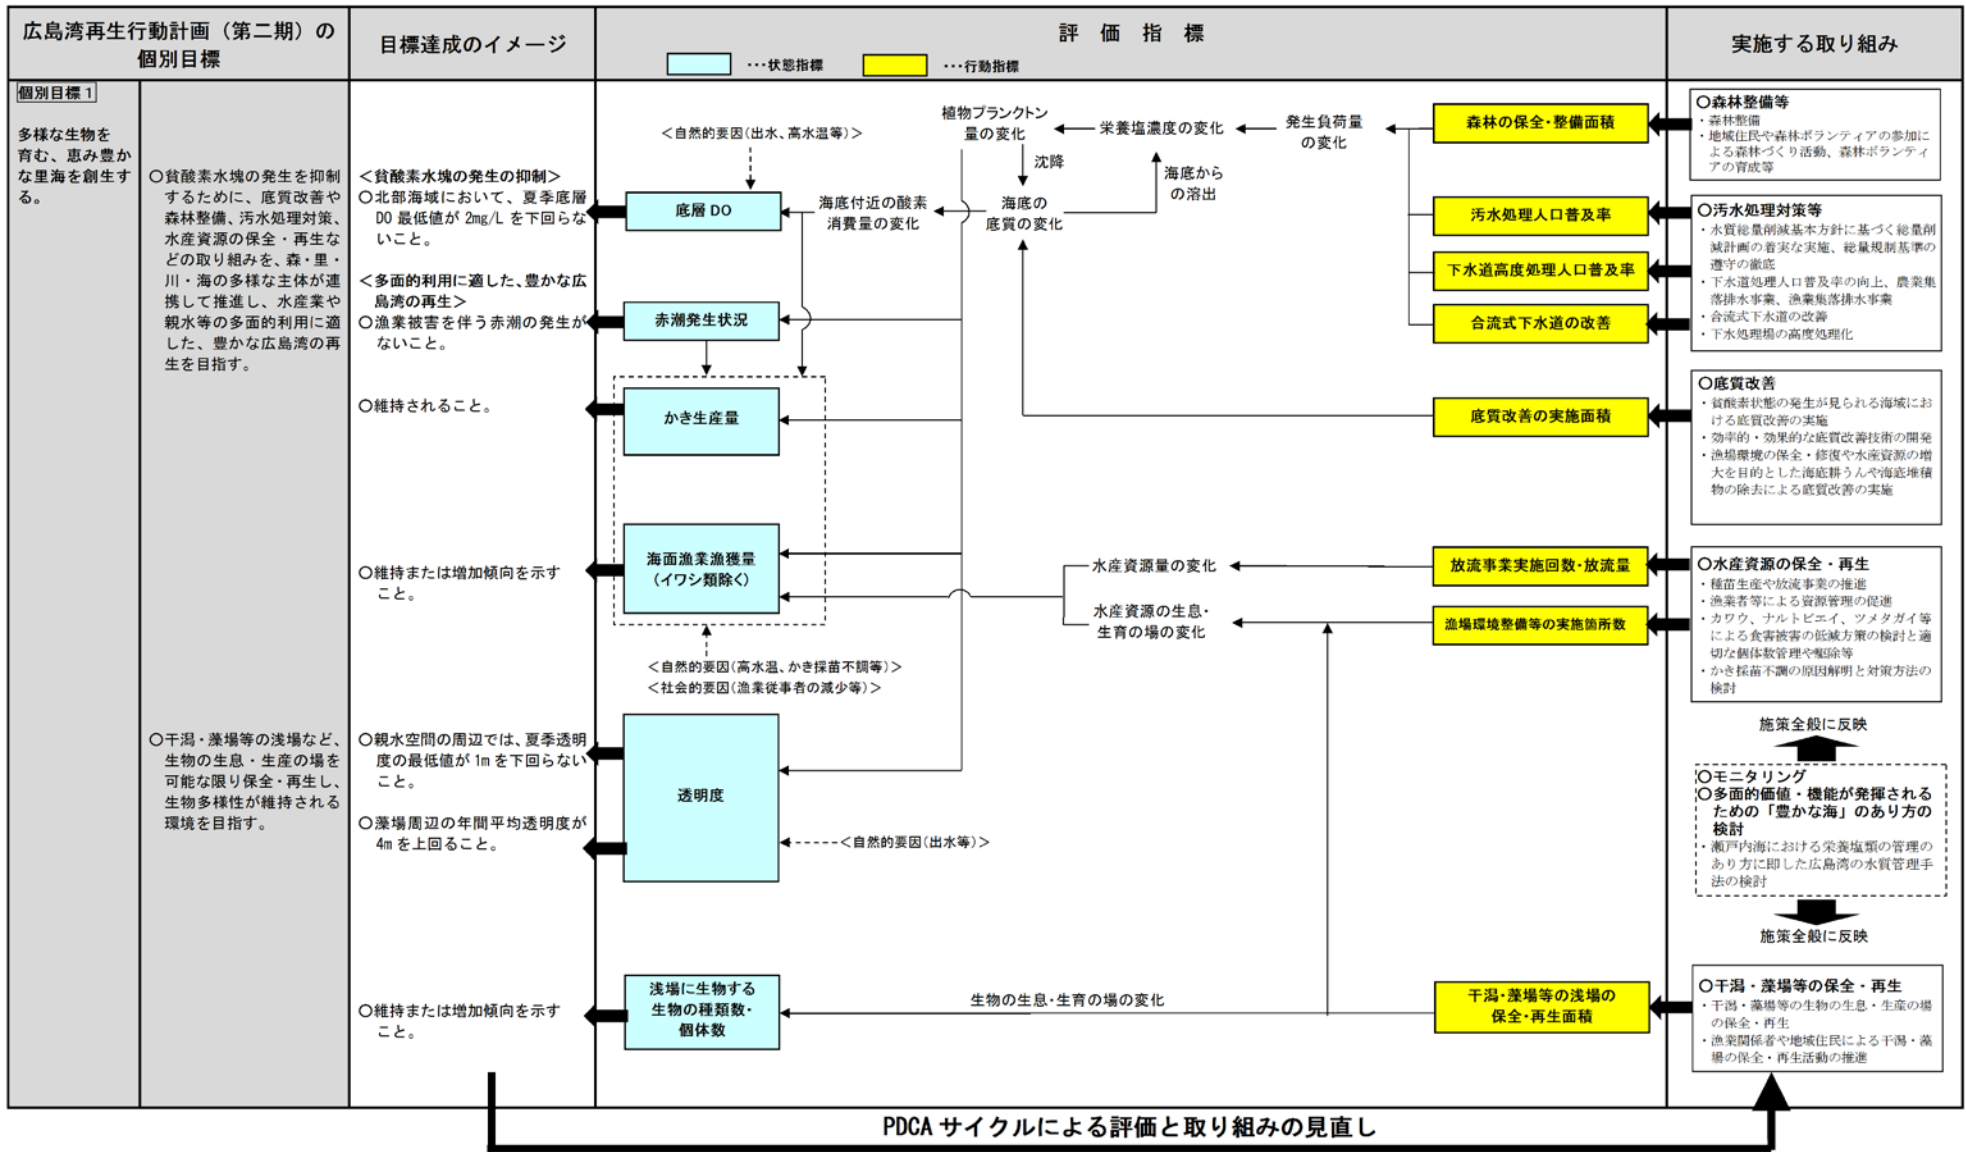 広島湾再生行動計画（第二期）の
個別目標
目標達成のイメージ
評 価 指 標
・・・状態指標
・・・行動指標
実施する取り組み
個別目標1
多様な生物を
育む、恵み豊か
な里海を創生す
る。
○貧酸素水塊の発生を抑制
するために、底質改善や
森林整備、汚水処理対策、
水産資源の保全・再生な
どの取り組みを、森・里・
川・海の多様な主体が連
携して推進し、水産業や
親水等の多面的利用に適
した、豊かな広島湾の再
生を目指す。
○干潟・藻場等の浅場など、
生物の生息・生産の場を
可能な限り保全・再生し、
生物多様性が維持される
環境を目指す。
＜貧酸素水塊の発生の抑制＞
○北部海域において、夏季底層
DO 最低値が 2mg/L を下回らな
いこと。
＜多面的利用に適した、豊かな広
島湾の再生＞
○漁業被害を伴う赤潮の発生が
ないこと。
○維持されること。
○維持または増加傾向を示す
こと。
○親水空間の周辺では、夏季透明
度の最低値が 1m を下回らない
こと。
○藻場周辺の年間平均透明度が
4m を上回ること。
○維持または増加傾向を示す
こと。
＜自然的要因(出水、高水温等)＞
底層 DO
赤潮発生状況
かき生産量
海面漁業漁獲量
(イワシ類除く)
＜自然的要因(高水温、かき採苗不調等)＞
＜社会的要因(漁業従事者の減少等)＞
透明度
＜自然的要因(出水等)＞
浅場に生物する
生物の種類数・
個体数
植物プランクトン
量の変化
栄養塩濃度の変化
発生負荷量
の変化
沈降
海底から
の溶出
海底付近の酸素
消費量の変化
海底の
底質の変化
水産資源量の変化
水産資源の生息・
生育の場の変化
生物の生息・生育の場の変化
森林の保全・整備面積
汚水処理人口普及率
下水道高度処理人口普及率
合流式下水道の改善
底質改善の実施面積
放流事業実施回数・放流量
漁場環境整備等の実施箇所数
干潟・藻場等の浅場の
保全・再生面積
○森林整備等
・森林整備
・地域住民や森林ボランティアの参加に
よる森林づくり活動、森林ボランティ
アの育成等
○汚水処理対策等
・水質総量削減基本方針に基づく総量削
減計画の着実な実施、総量規制基準の
遵守の徹底
・下水道処理人口普及率の向上、農業集
落排水事業、漁業集落排水事業
・合流式下水道の改善
・下水処理場の高度処理化
○底質改善
・貧酸素状態の発生が見られる海域にお
ける底質改善の実施
・効率的・効果的な底質改善技術の開発
・漁場環境の保全・修復や水産資源の増
大を目的とした海底耕うんや海底堆積
物の除去による底質改善の実施
○水産資源の保全・再生
・種苗生産や放流事業の推進
・漁業者等による資源管理の促進
・カワウ、ナルトビエイ、ツメタガイ等
による食害被害の低減方策の検討と適
切な個体数管理や駆除等
・かき採苗不調の原因解明と対策方法の
検討
施策全般に反映
○モニタリング
○多面的価値・機能が発揮される
ための「豊かな海」のあり方の
検討
・瀬戸内海における栄養塩類の管理の
あり方に即した広島湾の水質管理手
法の検討
施策全般に反映
○干潟・藻場等の保全・再生
・干潟・藻場等の生物の生息・生産の場
の保全・再生
・漁業関係者や地域住民による干潟・藻
場の保全・再生活動の推進
PDCA サイクルによる評価と取り組みの見直し